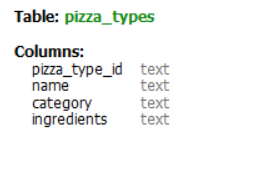 Table: pizza_types
Columns:
pizza_type_id text
name text
category text
ingredients text